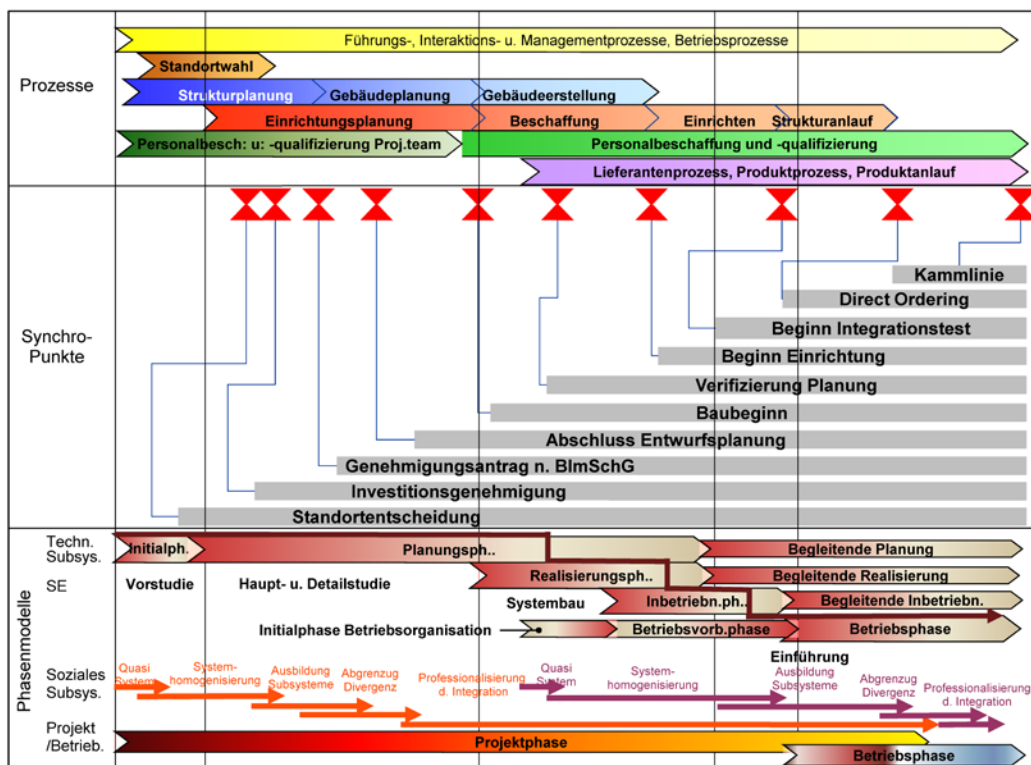 Prozesse
Führungs-, Interaktions- u. Managementprozesse, Betriebsprozesse
Standortwahl
Strukturplanung
Gebäudeplanung
Gebäudeerstellung
Einrichtungsplanung
Beschaffung
Einrichten
Strukturanlauf
Personalbesch: u: -qualifizierung Proj.team
Personalbeschaffung und -qualifizierung
Lieferantenprozess, Produktprozess, Produktanlauf
Synchro-
Punkte
Kammlinie
Direct Ordering
Beginn Integrationstest
Beginn Einrichtung
Verifizierung Planung
Baubeginn
Abschluss Entwurfsplanung
Genehmigungsantrag n. BImSchG
Investitionsgenehmigung
Standortentscheidung
Phasenmodelle
Techn.
Subsys.
Initialph.
Planungsph..
Begleitende Planung
SE
Vorstudie
Haupt- u. Detailstudie
Realisierungsph..
Begleitende Realisierung
Systembau
Inbetriebn.ph..
Begleitende Inbetriebn.
Initialphase Betriebsorganisation
Betriebsvorb.phase
Betriebsphase
Einführung
Soziales
Subsys.
Quasi
System
System-
homogenisierung
Ausbildung
Subsysteme
Abgrenzug
Divergenz
Professionalisierung
d. Integration
Quasi
System
System-
homogenisierung
Ausbildung
Subsysteme
Abgrenzug
Divergenz
Professionalisierung
d. Integration
Projekt
/Betrieb.
Projektphase
Betriebsphase